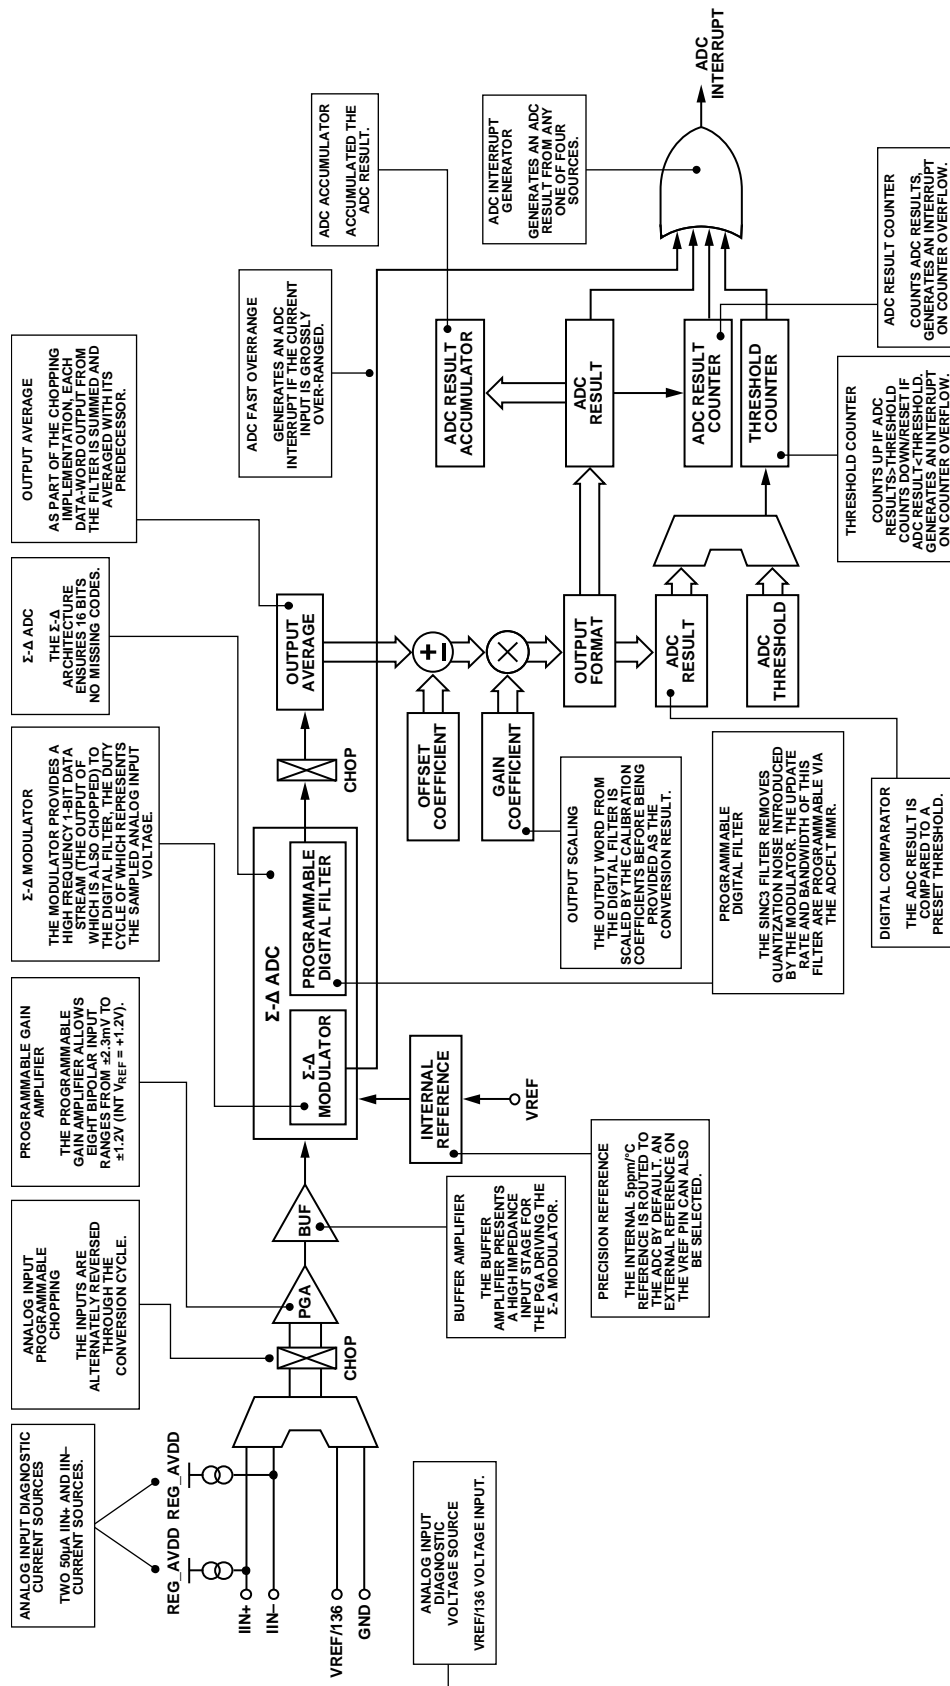 ANALOG INPUT DIAGNOSTIC
CURRENT SOURCES
TWO 50µA IIN+ AND IIN–
CURRENT SOURCES.
ANALOG INPUT
PROGRAMMABLE
CHOPPING
THE INPUTS ARE
ALTERNATELY REVERSED
THROUGH THE
CONVERSION CYCLE.
PROGRAMMABLE GAIN
AMPLIFIER
THE PROGRAMMABLE
GAIN AMPLIFIER ALLOWS
EIGHT BIPOLAR INPUT
RANGES FROM ±2.3mV TO
±1.2V (INT VREF = +1.2V).
Σ-Δ MODULATOR
THE MODULATOR PROVIDES A
HIGH FREQUENCY 1-BIT DATA
STREAM (THE OUTPUT OF
WHICH IS ALSO CHOPPED) TO
THE DIGITAL FILTER, THE DUTY
CYCLE OF WHICH REPRESENTS
THE SAMPLED ANALOG INPUT
VOLTAGE.
Σ-Δ ADC
THE Σ-Δ
ARCHITECTURE
ENSURES 16 BITS
NO MISSING CODES.
OUTPUT AVERAGE
AS PART OF THE CHOPPING
IMPLEMENTATION, EACH
DATA-WORD OUTPUT FROM
THE FILTER IS SUMMED AND
AVERAGED WITH ITS
PREDECESSOR.
ADC FAST OVERRANGE
GENERATES AN ADC
INTERRUPT IF THE CURRENT
INPUT IS GROSSLY
OVER-RANGED.
ADC ACCUMULATOR
ACCUMULATED THE
ADC RESULT.
ADC INTERRUPT
GENERATOR
GENERATES AN ADC
RESULT FROM ANY
ONE OF FOUR
SOURCES.
REG_AVDD
REG_AVDD
IIN+
IIN–
VREF/136
GND
CHOP
PGA
BUF
Σ-Δ ADC
Σ-Δ
MODULATOR
PROGRAMMABLE
DIGITAL FILTER
CHOP
OUTPUT
AVERAGE
INTERNAL
REFERENCE
VREF
OFFSET
COEFFICIENT
GAIN
COEFFICIENT
OUTPUT
FORMAT
ADC RESULT
ACCUMULATOR
ADC
RESULT
ADC RESULT
COUNTER
THRESHOLD
COUNTER
ADC
RESULT
ADC
THRESHOLD
ADC
INTERRUPT
ANALOG INPUT
DIAGNOSTIC
VOLTAGE SOURCE
VREF/136 VOLTAGE INPUT.
BUFFER AMPLIFIER
THE BUFFER
AMPLIFIER PRESENTS
A HIGH IMPEDANCE
INPUT STAGE FOR
THE PGA DRIVING THE
Σ-Δ MODULATOR.
PRECISION REFERENCE
THE INTERNAL 5ppm/°C
REFERENCE IS ROUTED TO
THE ADC BY DEFAULT. AN
EXTERNAL REFERENCE ON
THE VREF PIN CAN ALSO
BE SELECTED.
OUTPUT SCALING
THE OUTPUT WORD FROM
THE DIGITAL FILTER IS
SCALED BY THE CALIBRATION
COEFFICIENTS BEFORE BEING
PROVIDED AS THE
CONVERSION RESULT.
PROGRAMMABLE
DIGITAL FILTER
THE SINC3 FILTER REMOVES
QUANTIZATION NOISE INTRODUCED
BY THE MODULATOR. THE UPDATE
RATE AND BANDWIDTH OF THIS
FILTER ARE PROGRAMMABLE VIA
THE ADCFLT MMR.
DIGITAL COMPARATOR
THE ADC RESULT IS
COMPARED TO A
PRESET THRESHOLD.
THRESHOLD COUNTER
COUNTS UP IF ADC
RESULTS>THRESHOLD
COUNTS DOWN/RESET IF
ADC RESULT<THRESHOLD.
GENERATES AN INTERRUPT
ON COUNTER OVERFLOW.
ADC RESULT COUNTER
COUNTS ADC RESULTS,
GENERATES AN INTERRUPT
ON COUNTER OVERFLOW.